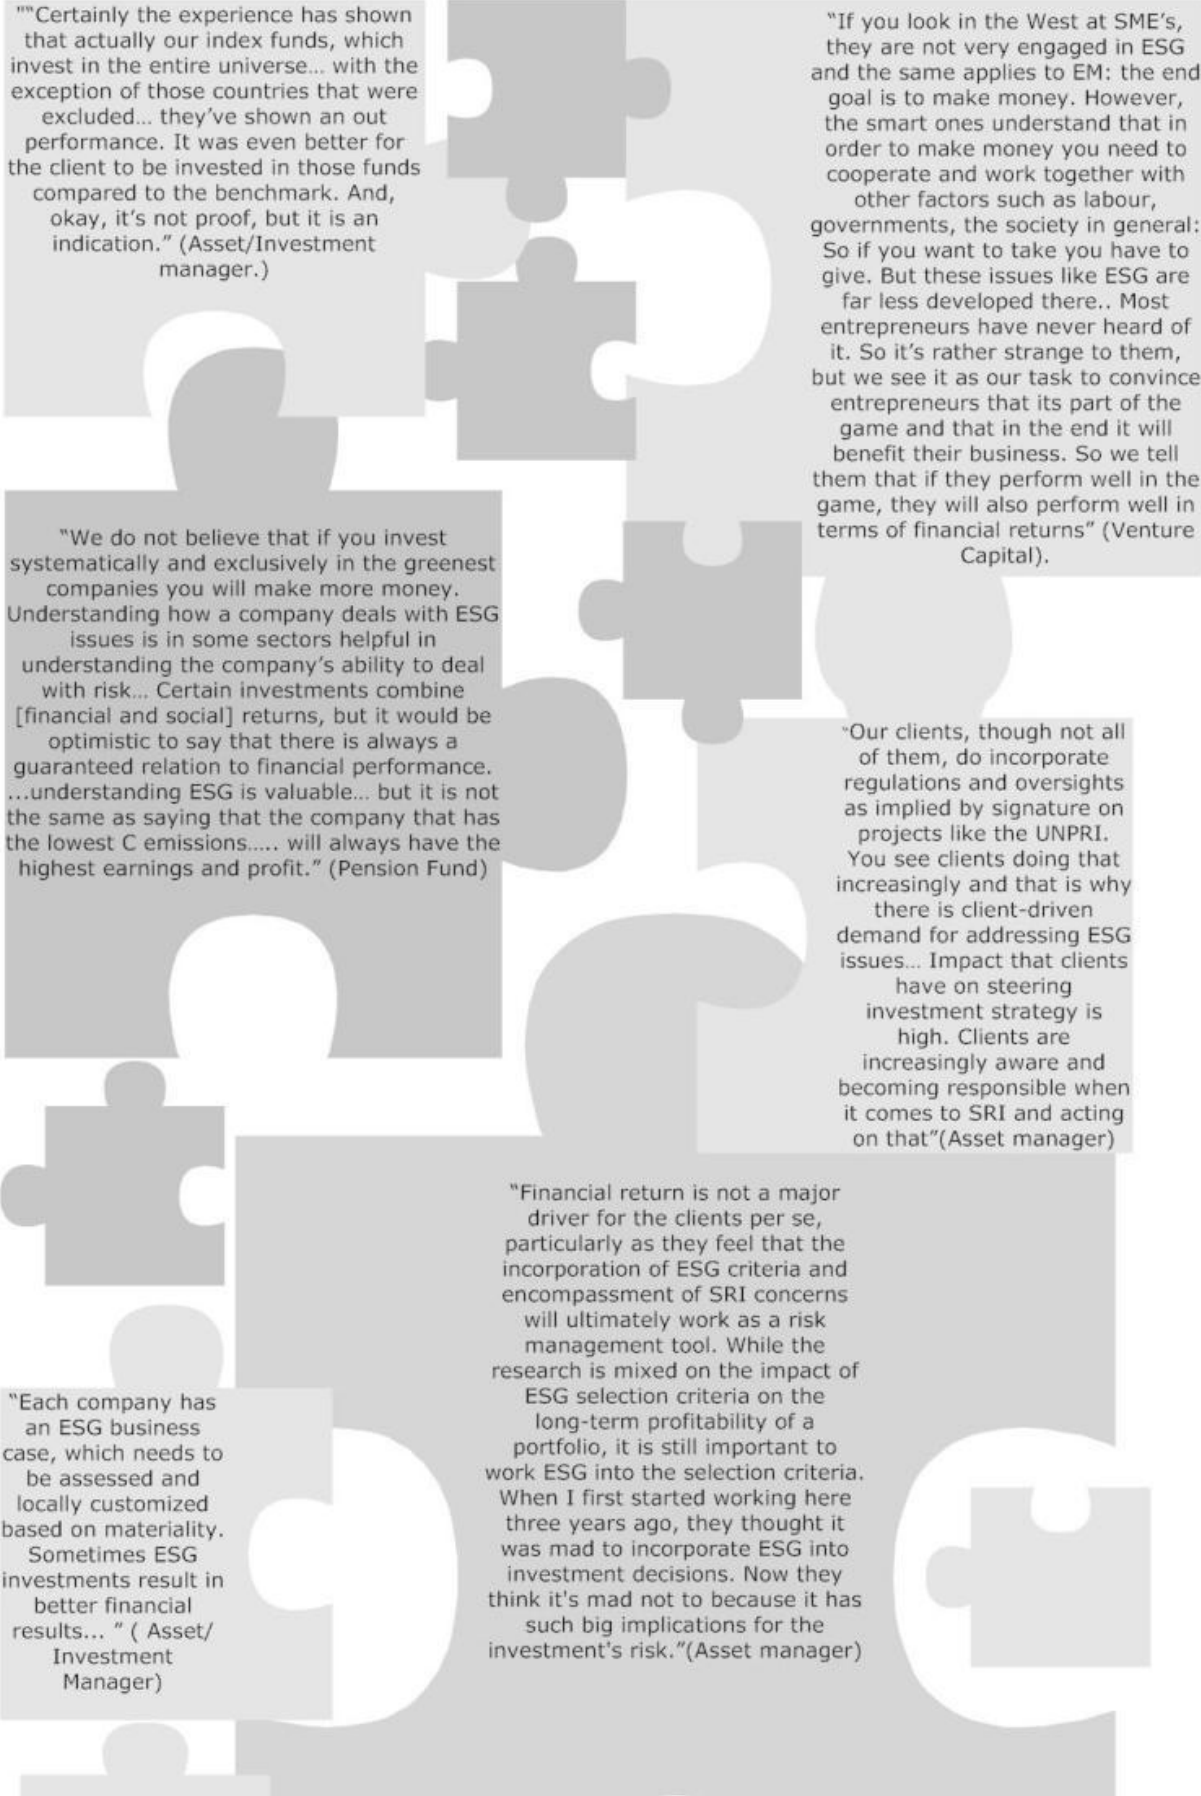 ""Certainly the experience has shown
that actually our index funds, which
invest in the entire universe... with the
exception of those countries that were
excluded... they've shown an out
performance. It was even better for
the client to be invested in those funds
compared to the benchmark. And,
okay, it's not proof, but it is an
indication." (Asset/Investment
manager.)
"If you look in the West at SME's,
they are not very engaged in ESG
and the same applies to EM: the end
goal is to make money. However,
the smart ones understand that in
order to make money you need to
cooperate and work together with
other factors such as labour,
governments, the society in general:
So if you want to take you have to
give. But these issues like ESG are
far less developed there.. Most
entrepreneurs have never heard of
it. So it's rather strange to them,
but we see it as our task to convince
entrepreneurs that its part of the
game and that in the end it will
benefit their business. So we tell
them that if they perform well in the
game, they will also perform well in
terms of financial returns" (Venture
Capital).
"We do not believe that if you invest
systematically and exclusively in the greenest
companies you will make more money.
Understanding how a company deals with ESG
issues is in some sectors helpful in
understanding the company's ability to deal
with risk... Certain investments combine
[financial and social] returns, but it would be
optimistic to say that there is always a
guaranteed relation to financial performance.
...understanding ESG is valuable... but it is not
the same as saying that the company that has
the lowest C emissions..... will always have the
highest earnings and profit." (Pension Fund)
"Our clients, though not all
of them, do incorporate
regulations and oversights
as implied by signature on
projects like the UNPRI.
You see clients doing that
increasingly and that is why
there is client-driven
demand for addressing ESG
issues... Impact that clients
have on steering
investment strategy is
high. Clients are
increasingly aware and
becoming responsible when
it comes to SRI and acting
on that"(Asset manager)
"Financial return is not a major
driver for the clients per se,
particularly as they feel that the
incorporation of ESG criteria and
encompassment of SRI concerns
will ultimately work as a risk
management tool. While the
research is mixed on the impact of
ESG selection criteria on the
long-term profitability of a
portfolio, it is still important to
work ESG into the selection criteria.
When I first started working here
three years ago, they thought it
was mad to incorporate ESG into
investment decisions. Now they
think it's mad not to because it has
such big implications for the
investment's risk."(Asset manager)
"Each company has
an ESG business
case, which needs to
be assessed and
locally customized
based on materiality.
Sometimes ESG
investments result in
better financial
results... " ( Asset/
Investment
Manager)